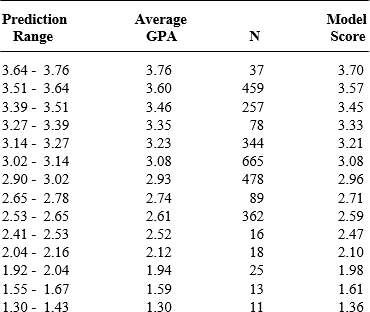 Prediction Average Model
Range GPA N Score
3.64 - 3.76 3.76 37 3.70
3.51 - 3.64 3.60 459 3.57
3.39 - 3.51 3.46 257 3.45
3.27 - 3.39 3.35 78 3.33
3.14 - 3.27 3.23 344 3.21
3.02 - 3.14 3.08 665 3.08
2.90 - 3.02 2.93 478 2.96
2.65 - 2.78 2.74 89 2.71
2.53 - 2.65 2.61 362 2.59
2.41 - 2.53 2.52 16 2.47
2.04 - 2.16 2.12 18 2.10
1.92 - 2.04 1.94 25 1.98
1.55 - 1.67 1.59 13 1.61
1.30 - 1.43 1.30 11 1.36